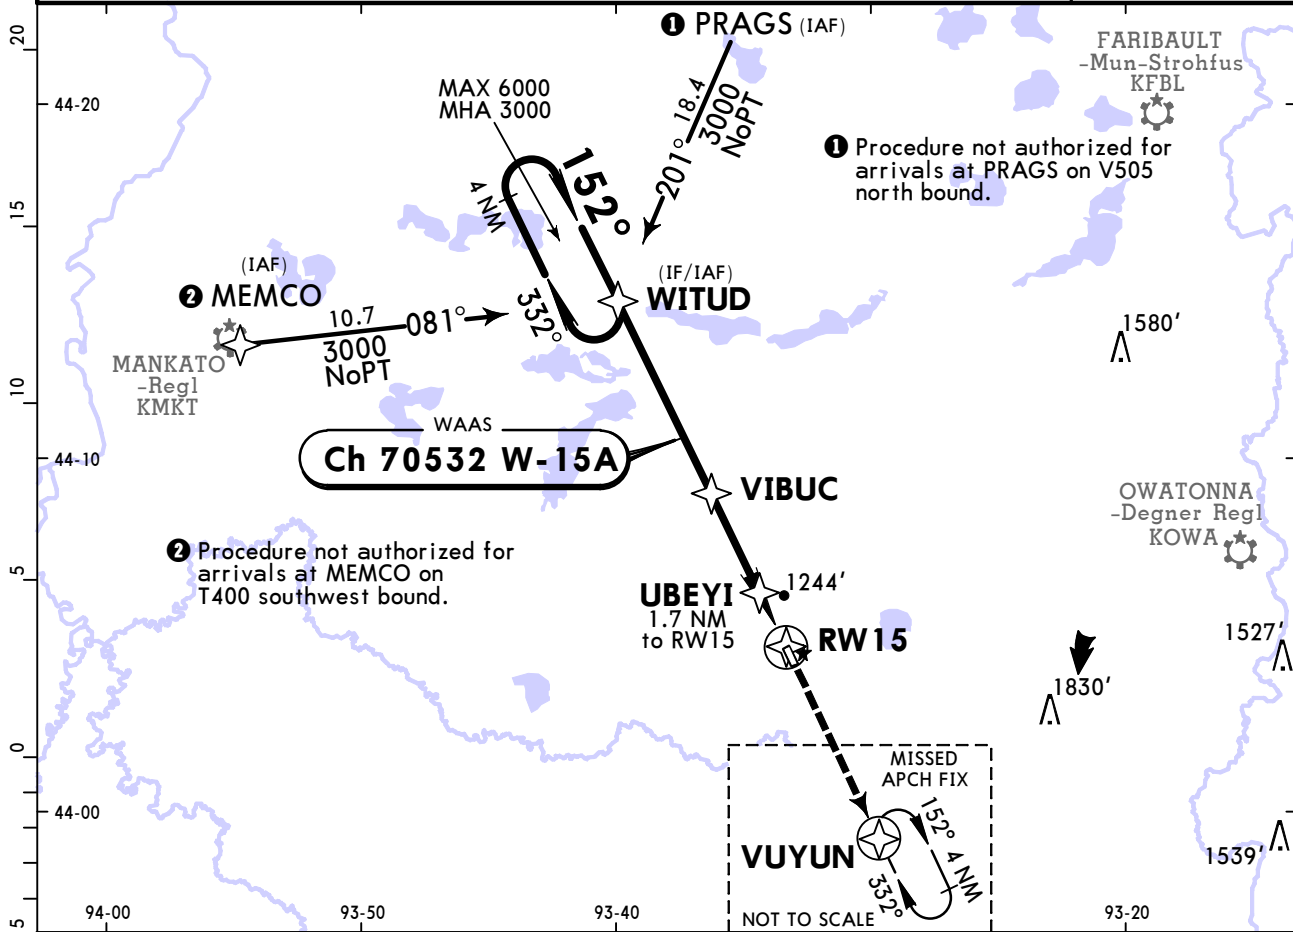 ❶ PRAGS (IAF)
FARIBAULT
-Mun-Strohfus
KFBL
20
44-20
MAX 6000
MHA 3000
18.4
3000
NoPT
201°
❶ Procedure not authorized for
arrivals at PRAGS on V505
north bound.
152°
4 NM
332°
15
(IAF)
❷ MEMCO
(IF/IAF)
WITUD
10.7
081°
3000
NoPT
MANKATO
-Regl
KMKT
1580'
10
WAAS
Ch 70532 W-15A
44-10
VIBUC
OWATONNA
-Degner Regl
KOWA
❷ Procedure not authorized for
arrivals at MEMCO on
T400 southwest bound.
5
UBEYI
1.7 NM
to RW15
1244'
RW15
1527'
1830'
0
MISSED
APCH FIX
44-00
152° 4 NM
VUYUN
332°
1539'
NOT TO SCALE
5
94-00
93-50
93-40
93-20